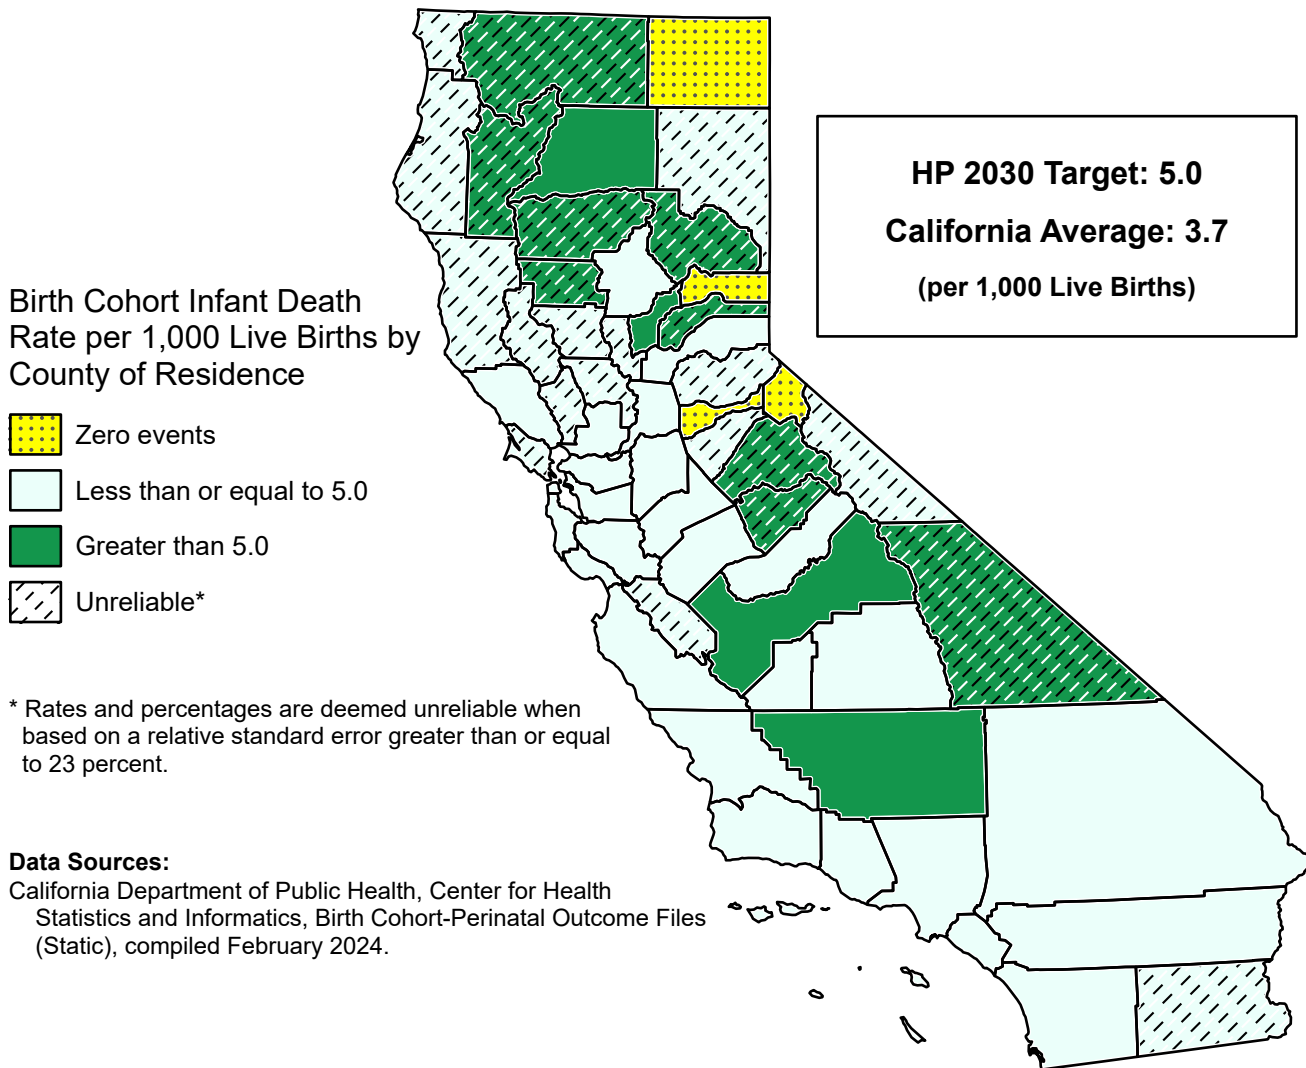 HP 2030 Target: 5.0
California Average: 3.7
(per 1,000 Live Births)
Birth Cohort Infant Death
Rate per 1,000 Live Births by
County of Residence
Zero events
Less than or equal to 5.0
Greater than 5.0
Unreliable*
* Rates and percentages are deemed unreliable when
based on a relative standard error greater than or equal
to 23 percent.
Data Sources:
California Department of Public Health, Center for Health
Statistics and Informatics, Birth Cohort-Perinatal Outcome Files
(Static), compiled February 2024.